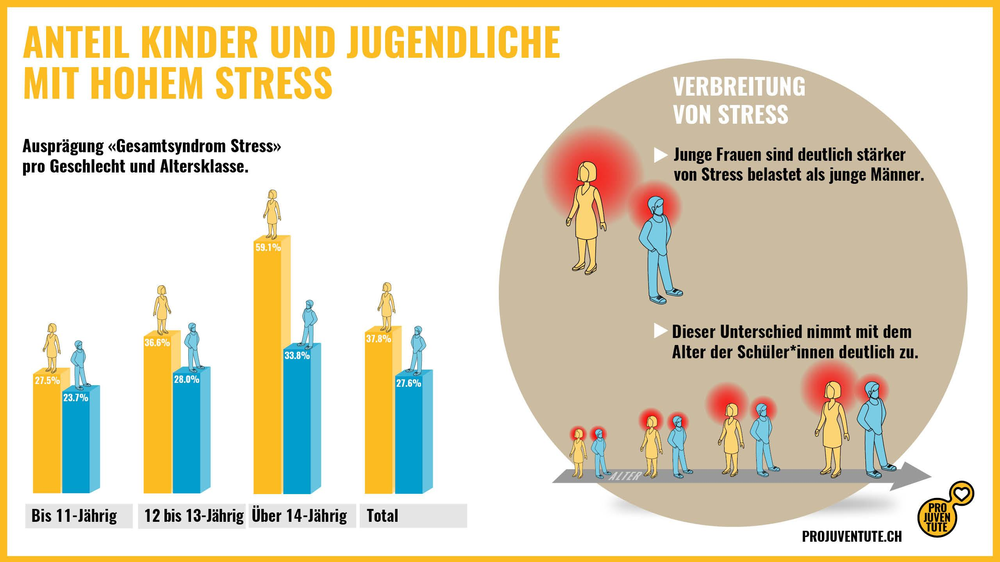 ANTEIL KINDER UND JUGENDLICHE
MIT HOHEM STRESS
Ausprägung «Gesamtsyndrom Stress»
pro Geschlecht und Altersklasse.
27.5%
23.7%
36.6%
28.0%
59.1%
33.8%
37.8%
27.6%
Bis 11-Jährig
12 bis 13-Jährig
Über 14-Jährig
Total
VERBREITUNG
VON STRESS
Junge Frauen sind deutlich stärker
von Stress belastet als junge Männer.
Dieser Unterschied nimmt mit dem
Alter der Schüler*innen deutlich zu.
ALTER
PROJUVENTUTE.CH
PRO
JUVEN
TUTE